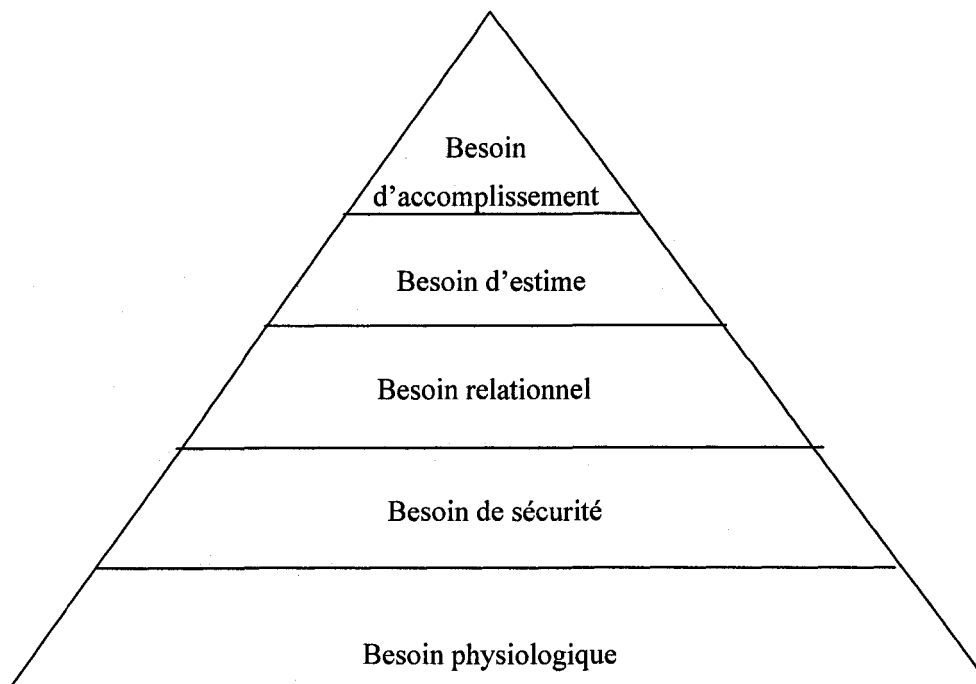 Besoin
d'accomplissement
Besoin d'estime
Besoin relationnel
Besoin de sécurité
Besoin physiologique